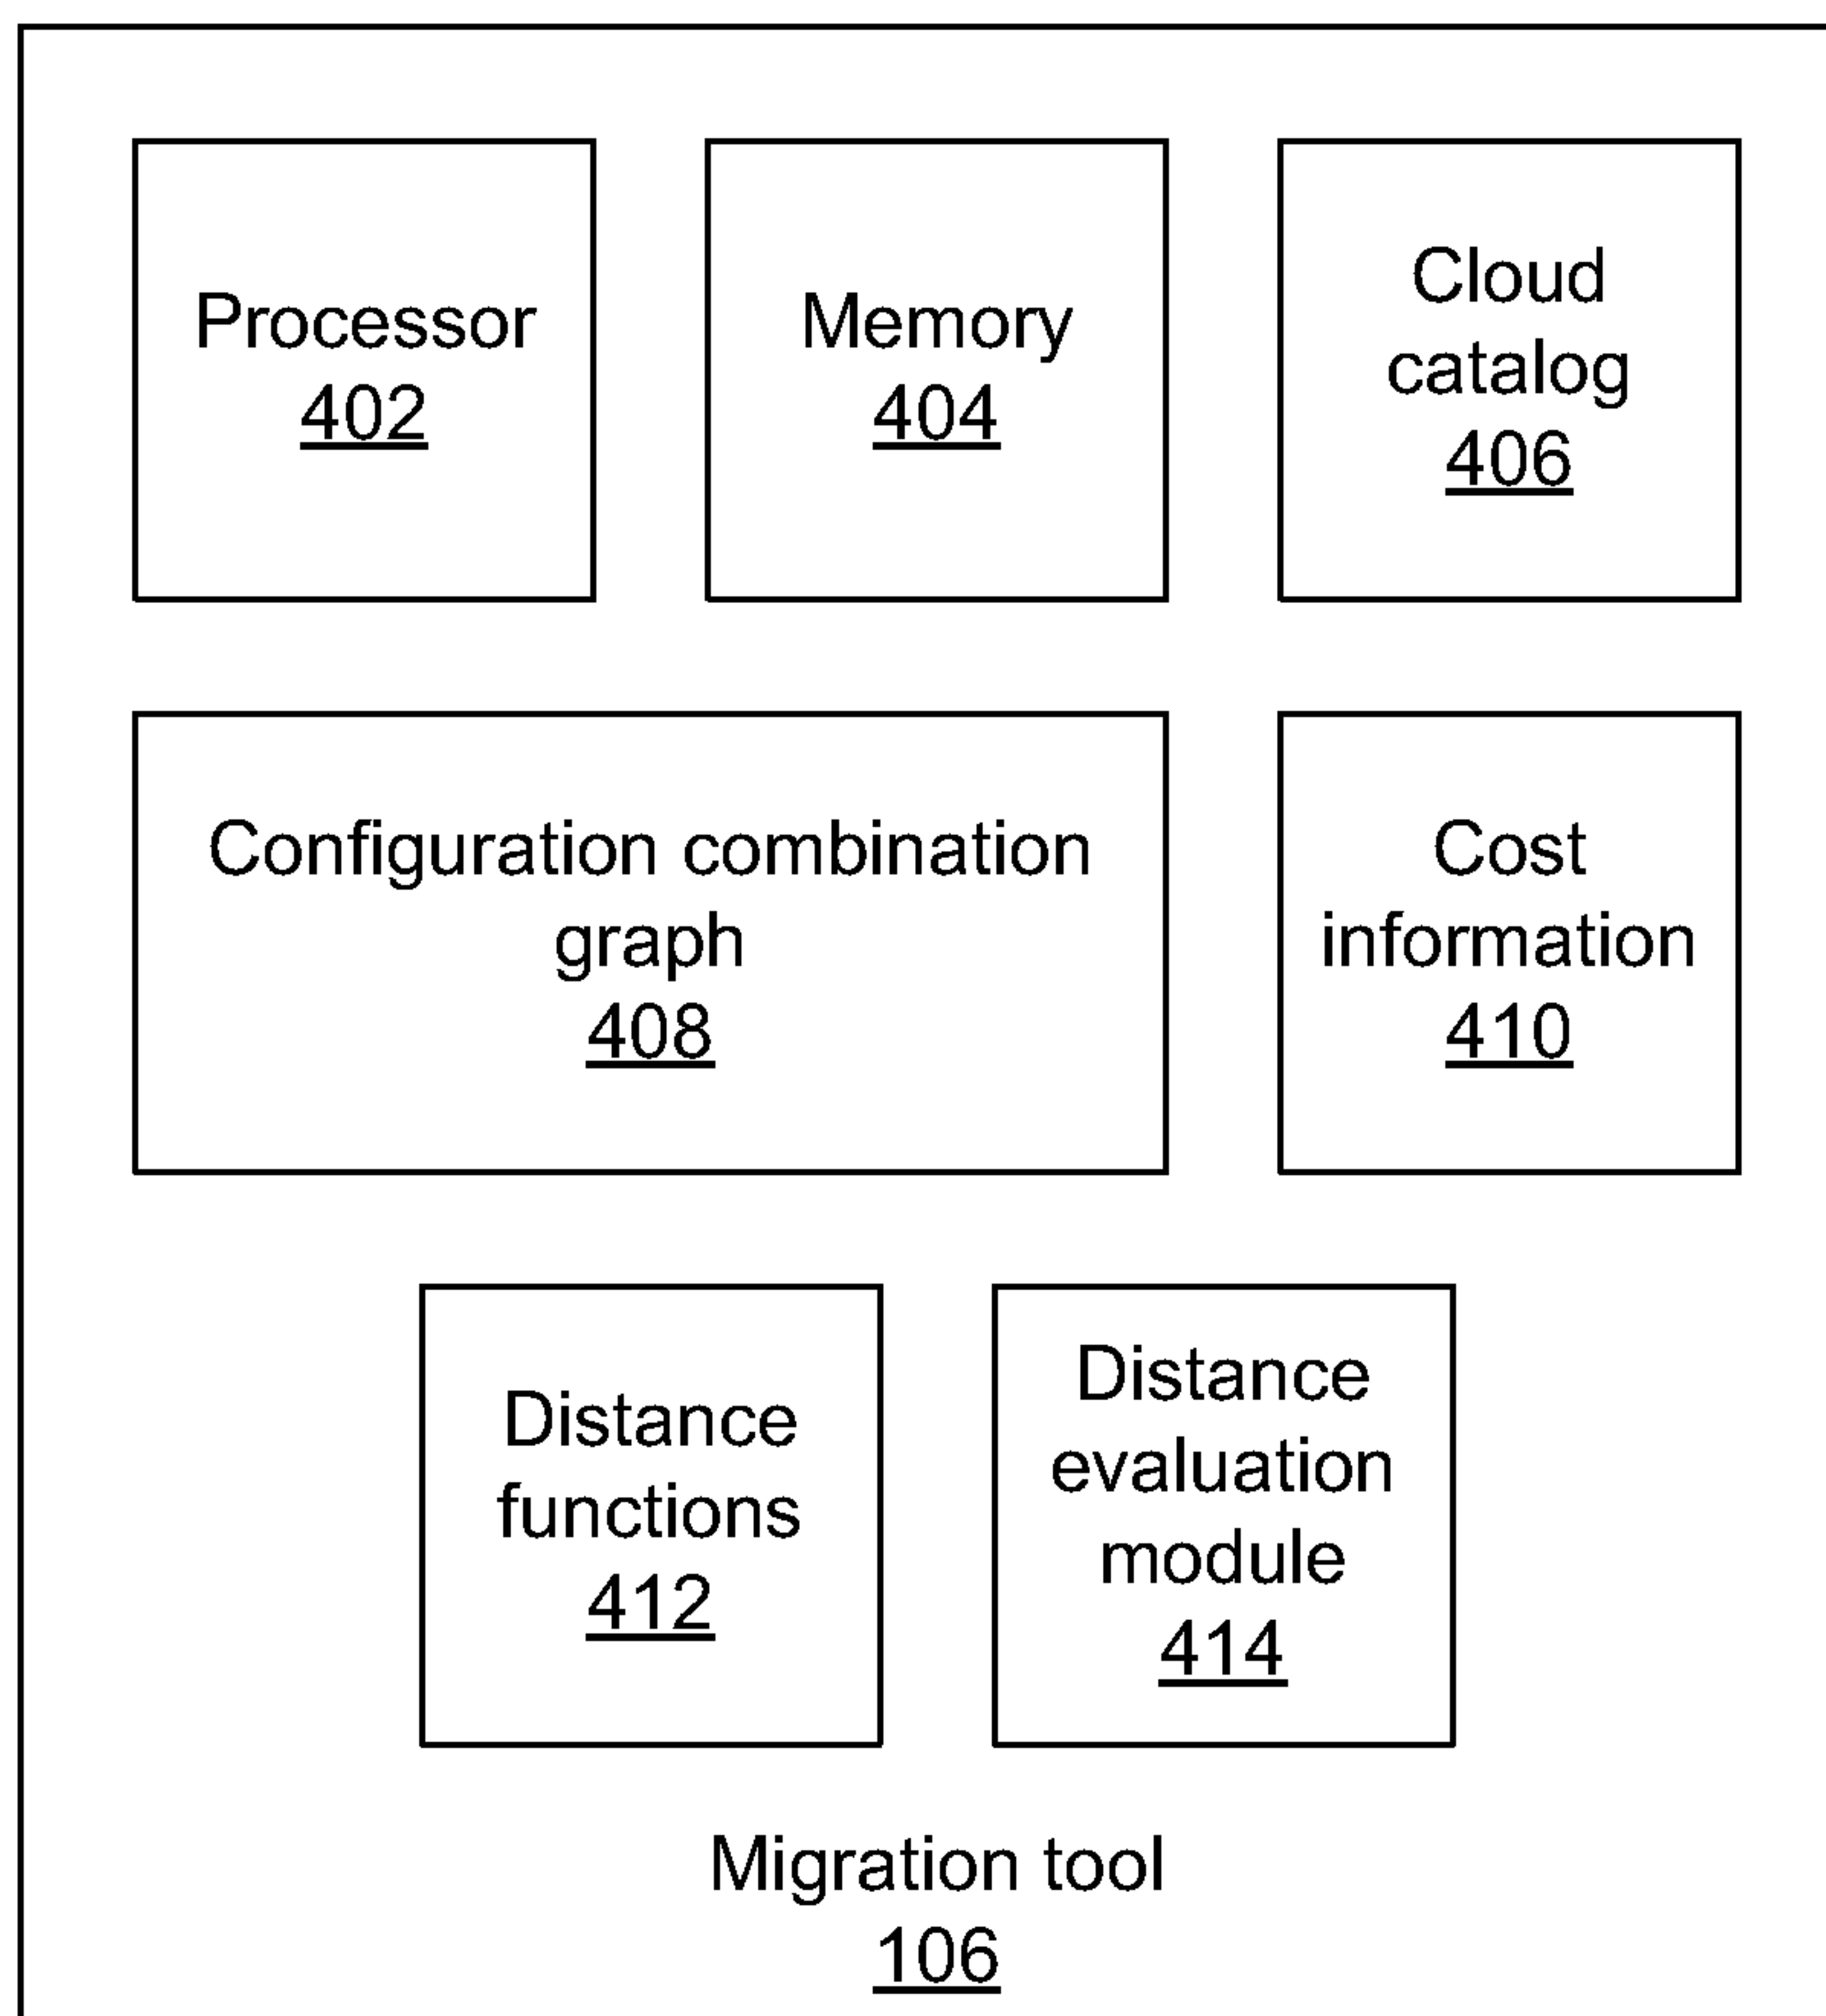 Processor
402
Memory
404
Cloud
catalog
406
Configuration combination
graph
408
Cost
information
410
Distance
functions
412
Distance
evaluation
module
414
Migration tool
106